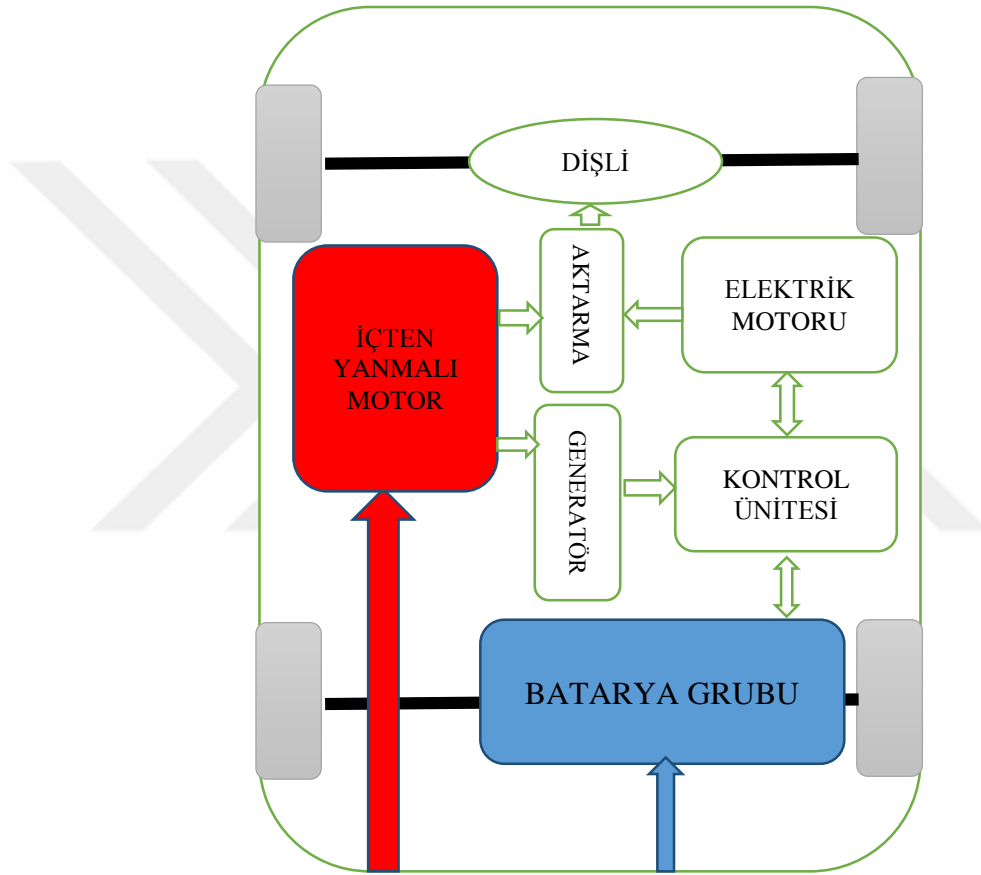 DİŞLİ
AKTARMA
ELEKTRİK
MOTORU
İÇTEN
YANMALI
MOTOR
GENERATÖR
KONTROL
ÜNİTESİ
BATARYA GRUBU